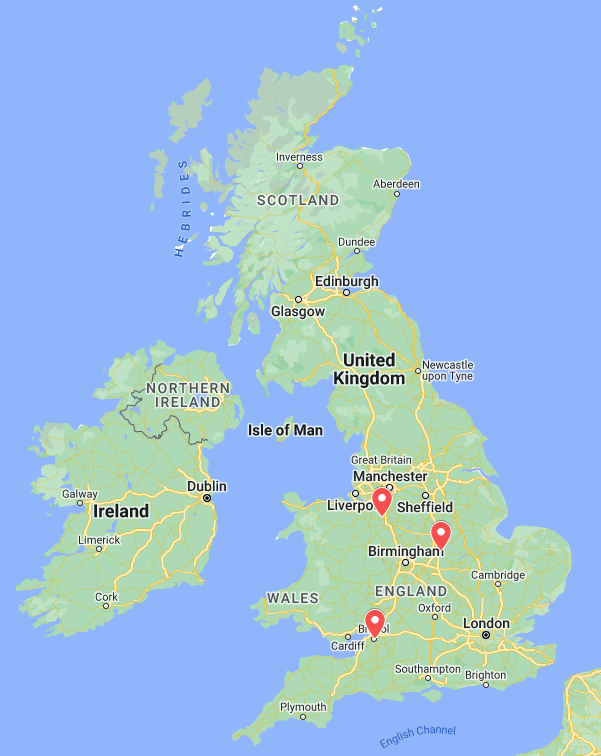 Inverness
Aberdeen
SCOTLAND
HEBRIDES
Dundee
Edinburgh
Glasgow
United
Kingdom
Newcastle
upon Tyne
NORTHERN
IRELAND
Isle of Man
Great Britain
Manchester
Galway
Dublin
Liverpo
Sheffield
Ireland
Limerick
Birmingham
Cambridge
Cork
WALES
ENGLAND
Oxford
London
Cardiff
Southampton
Brighton
Plymouth
English Channel